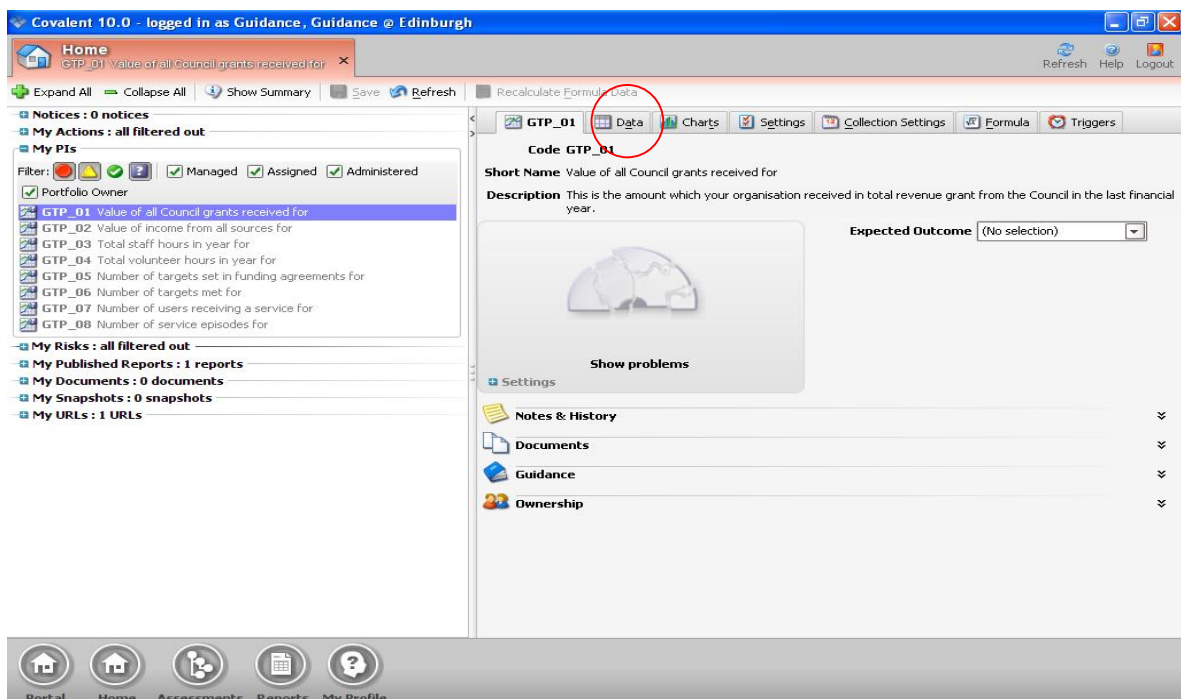 Covalent 10.0 - logged in as Guidance, Guidance @ Edinburgh
Home
GTP_01 Value of all Council grants received for
Refresh Help Logout
Expand All Collapse All Show Summary Save Refresh Recalculate Formula Data
Notices : 0 notices
My Actions : all filtered out
My PIs
Filter: Managed Assigned Administered
Portfolio Owner
GTP_01 Value of all Council grants received for
GTP_02 Value of income from all sources for
GTP_03 Total staff hours in year for
GTP_04 Total volunteer hours in year for
GTP_05 Number of targets set in funding agreements for
GTP_06 Number of targets met for
GTP_07 Number of users receiving a service for
GTP_08 Number of service episodes for
My Risks : all filtered out
My Published Reports : 1 reports
My Documents : 0 documents
My Snapshots : 0 snapshots
My URLs : 1 URLs
GTP_01 Data Charts Settings Collection Settings Formula Triggers
Code GTP_01
Short Name Value of all Council grants received for
Description This is the amount which your organisation received in total revenue grant from the Council in the last financial
year.
Expected Outcome (No selection)
Show problems
Settings
Notes & History
Documents
Guidance
Ownership
Portal Home Assessments Reports My Profile